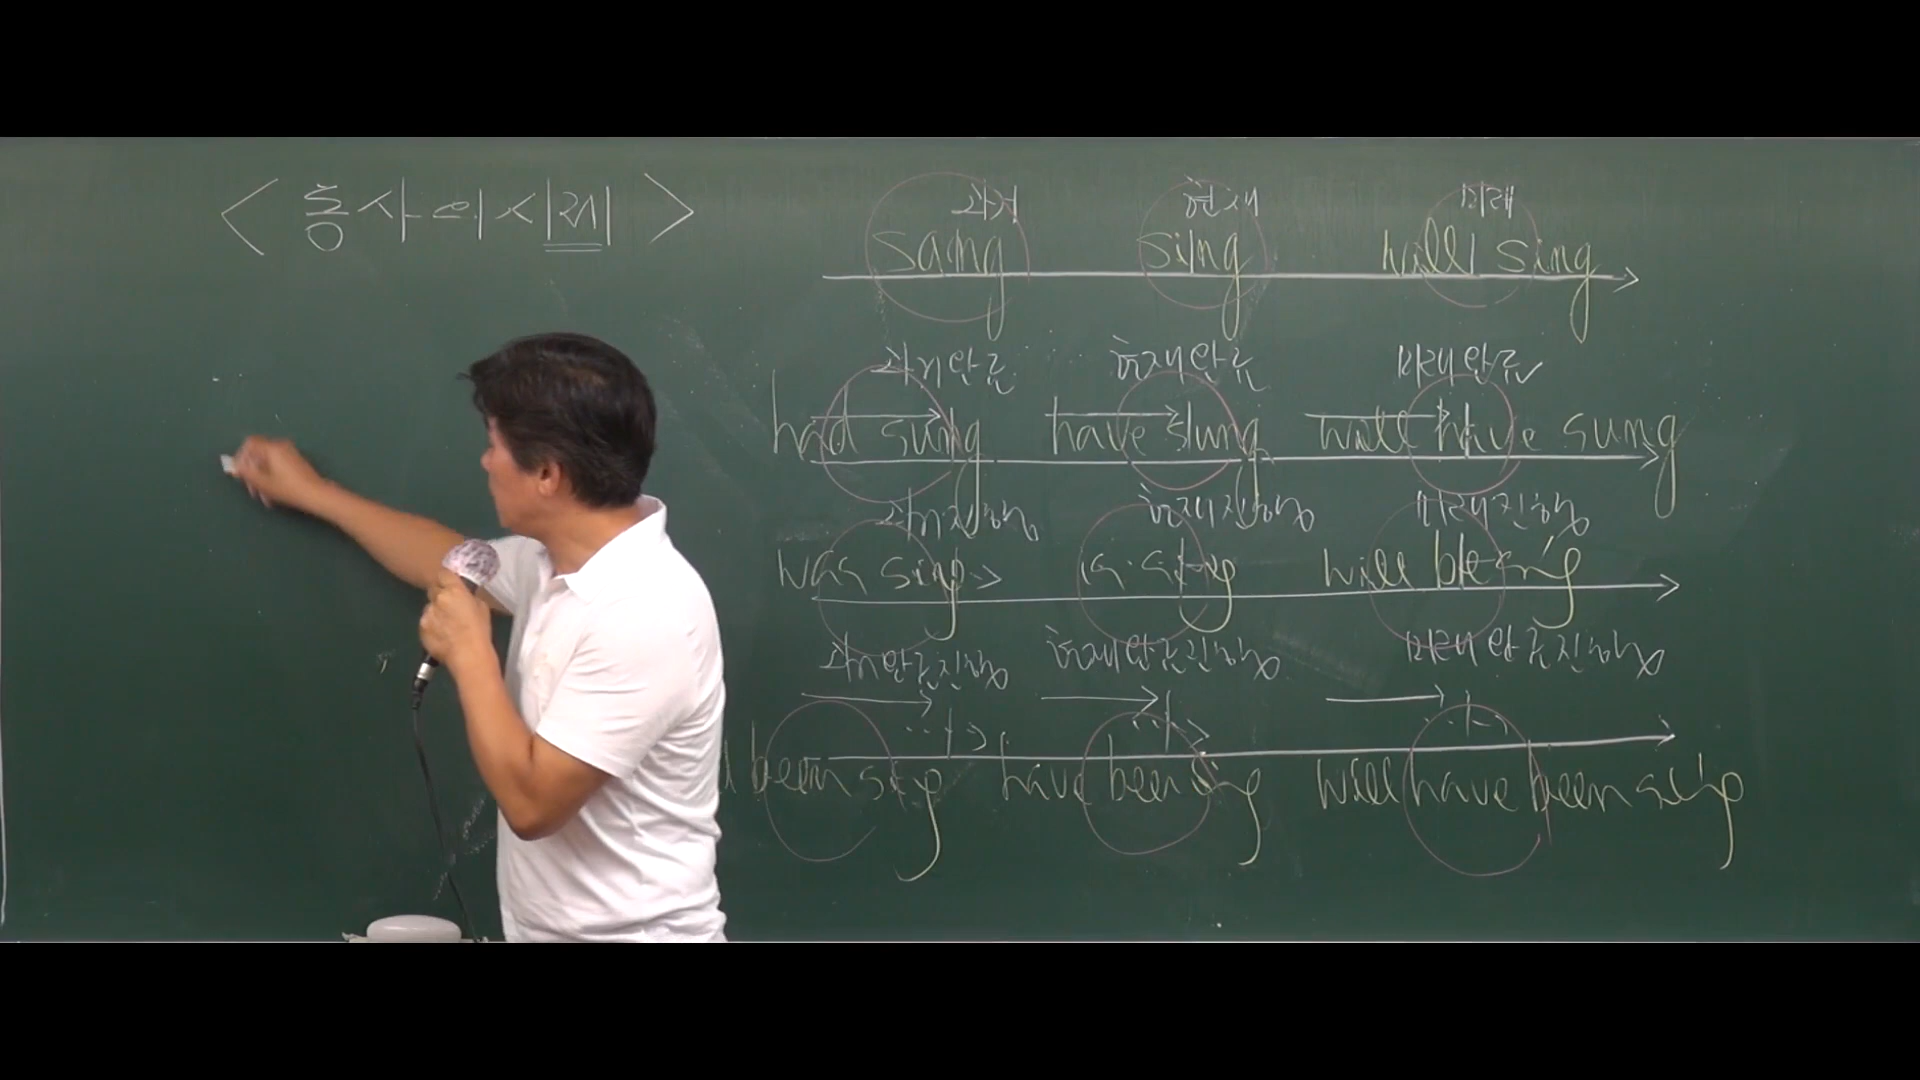 < 동사의 시제 >
과거 현재 미래
sang sing will sing
과거완료 현재완료 미래완료
had sung have sung will have sung
과거진행 현재진행 미래진행
was sing is sing will be sing
과거완료진행 현재완료진행 미래완료진행
been sing have been ing will have been sing